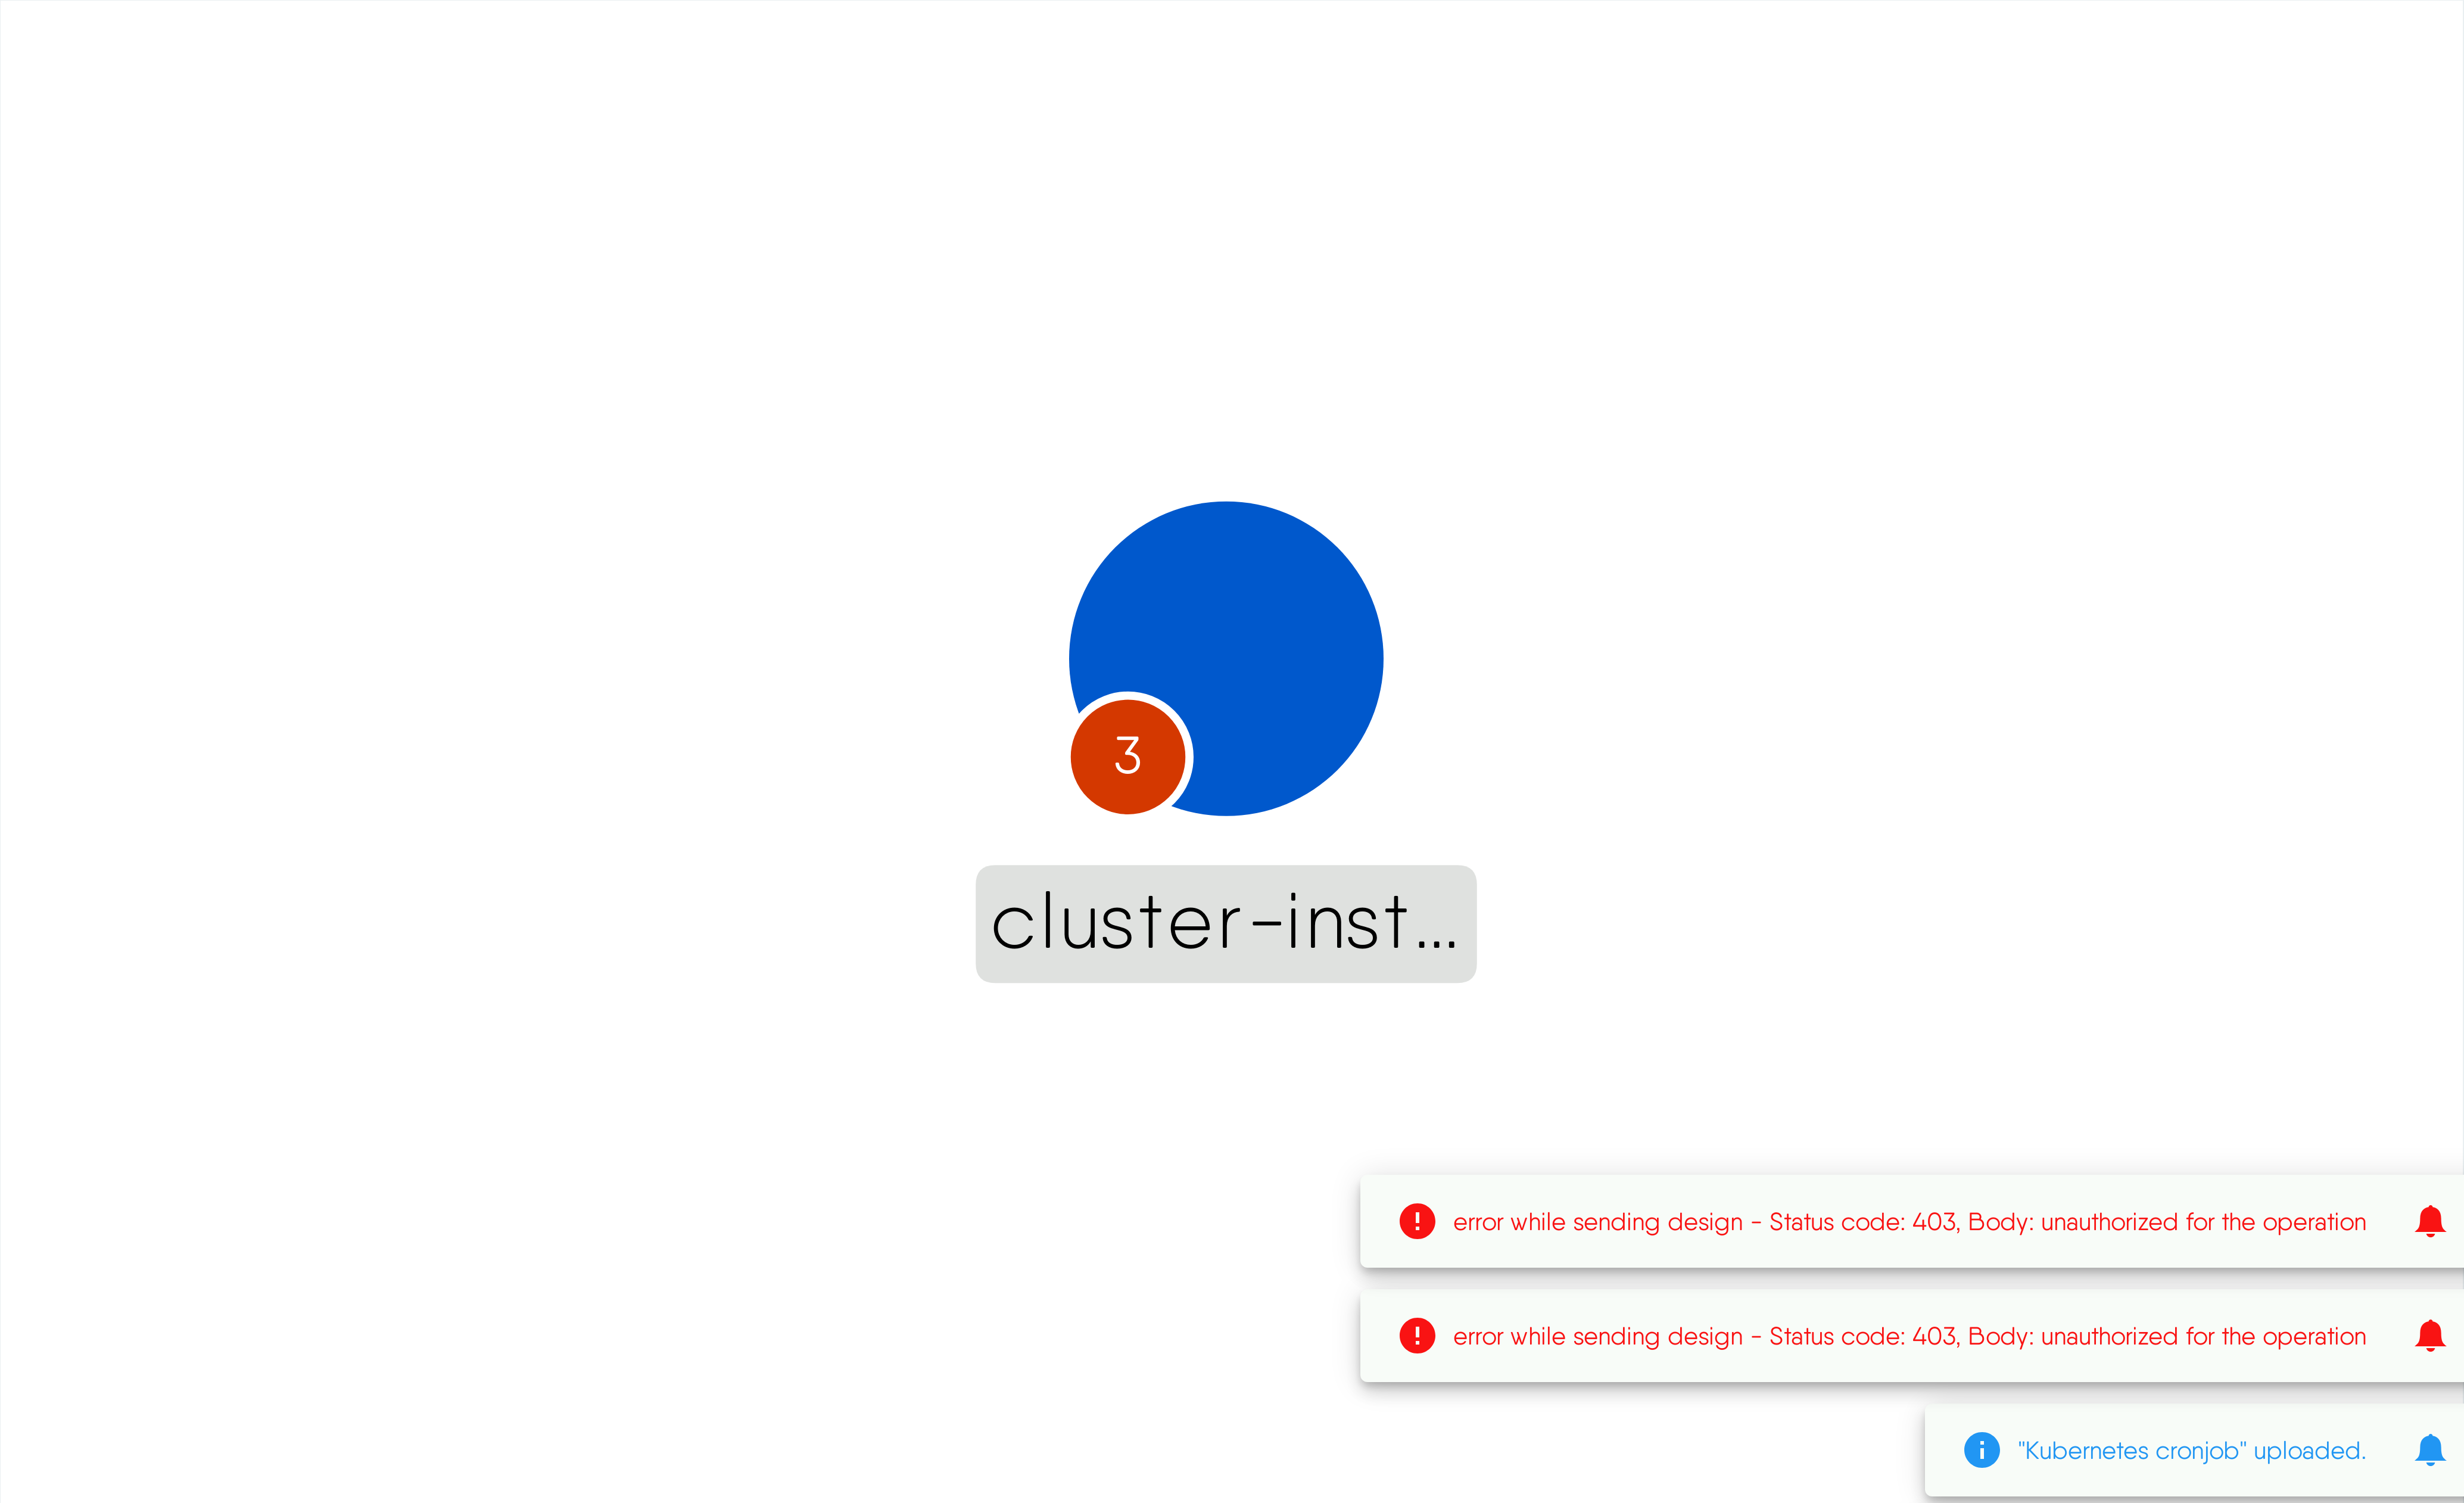 3
cluster-inst...
error while sending design - Status code: 403, Body: unauthorized for the operation
error while sending design - Status code: 403, Body: unauthorized for the operation
"Kubernetes cronjob" uploaded.